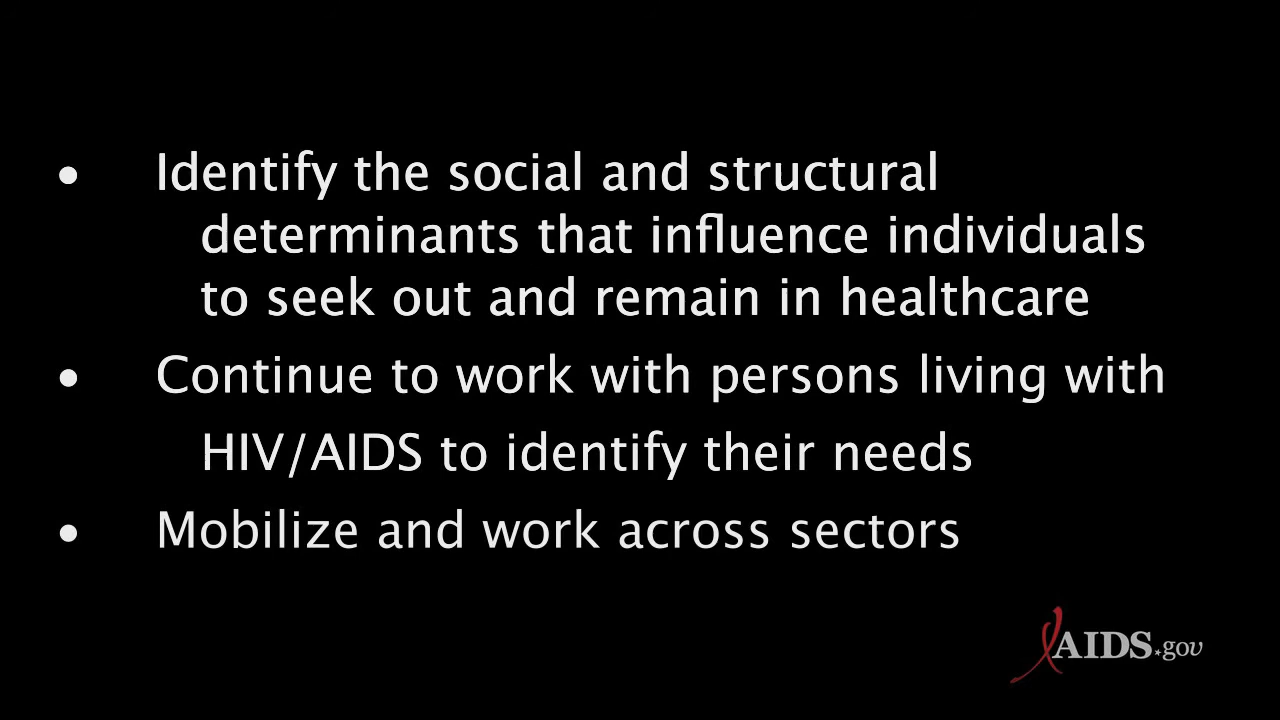 • Identify the social and structural
determinants that influence individuals
to seek out and remain in healthcare
• Continue to work with persons living with
HIV/AIDS to identify their needs
• Mobilize and work across sectors
AIDS.gov